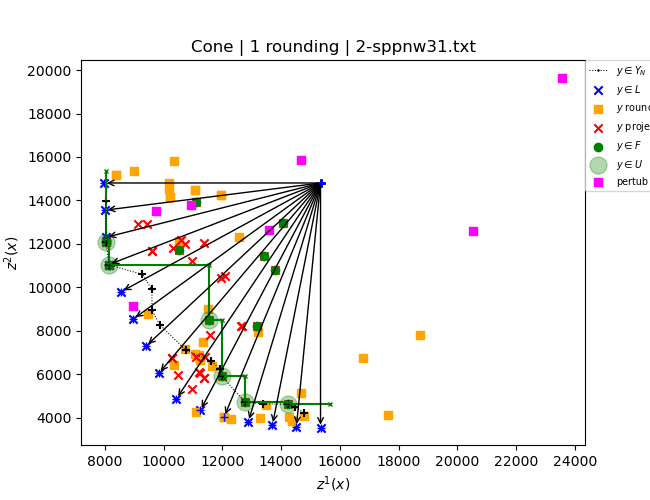 Cone | 1 rounding | 2-sppnw31.txt
z²(x)
20000
18000
16000
14000
12000
10000
8000
6000
4000
8000 10000 12000 14000 16000 18000 20000 22000 24000
z¹(x)
y ∈ Y_N
y ∈ L
y roun
y proje
y ∈ F
y ∈ U
pertub